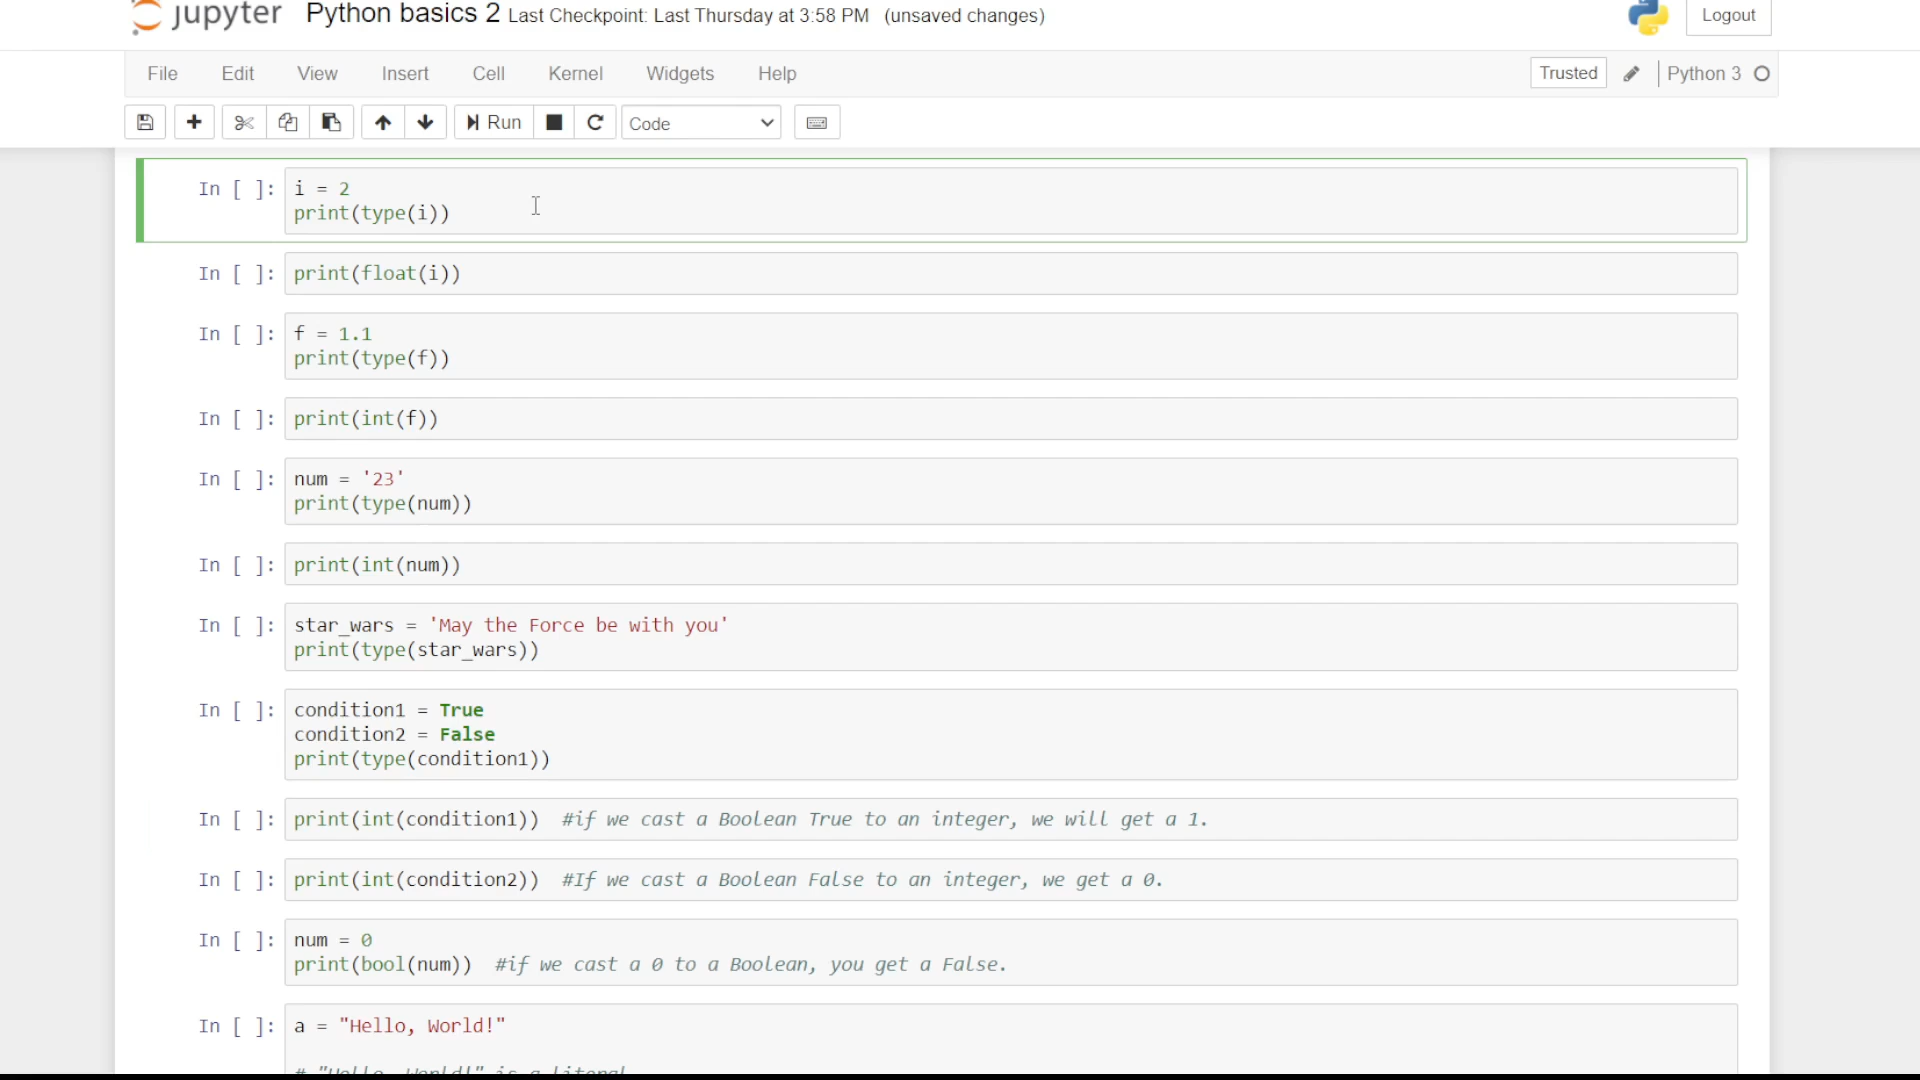 jupyter Python basics 2 Last Checkpoint: Last Thursday at 3:58 PM (unsaved changes) Logout
File Edit View Insert Cell Kernel Widgets Help Trusted Python 3
Run Code
In [ ]: i = 2
print(type(i))
In [ ]: print(float(i))
In [ ]: f = 1.1
print(type(f))
In [ ]: print(int(f))
In [ ]: num = '23'
print(type(num))
In [ ]: print(int(num))
In [ ]: star_wars = 'May the Force be with you'
print(type(star_wars))
In [ ]: condition1 = True
condition2 = False
print(type(condition1))
In [ ]: print(int(condition1)) #if we cast a Boolean True to an integer, we will get a 1.
In [ ]: print(int(condition2)) #If we cast a Boolean False to an integer, we get a 0.
In [ ]: num = 0
print(bool(num)) #if we cast a 0 to a Boolean, you get a False.
In [ ]: a = "Hello, World!"
# "Hello, World!" is a literal